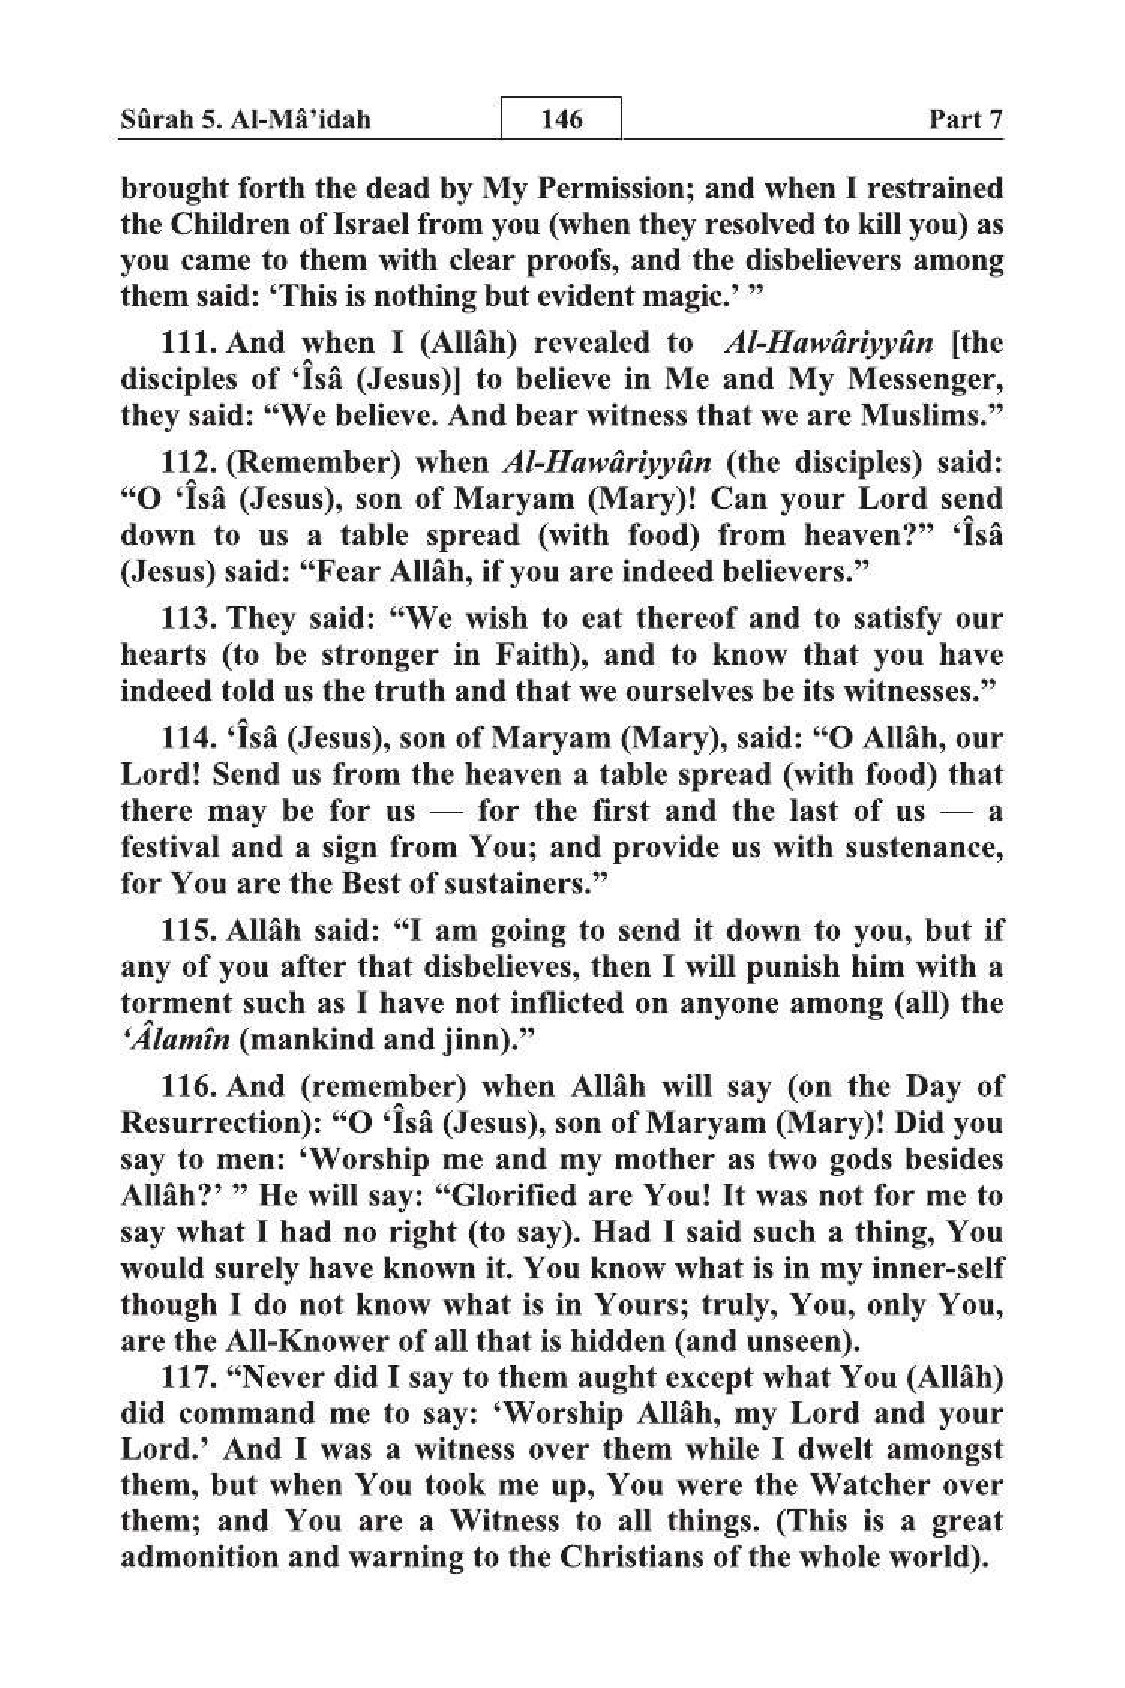 Sûrah 5. Al-Mâ’idah 146 Part 7
brought forth the dead by My Permission; and when I restrained
the Children of Israel from you (when they resolved to kill you) as
you came to them with clear proofs, and the disbelievers among
them said: ‘This is nothing but evident magic.’ ”
111. And when I (Allâh) revealed to Al-Hawâriyyûn [the
disciples of ‘Îsâ (Jesus)] to believe in Me and My Messenger,
they said: “We believe. And bear witness that we are Muslims.”
112. (Remember) when Al-Hawâriyyûn (the disciples) said:
“O ‘Îsâ (Jesus), son of Maryam (Mary)! Can your Lord send
down to us a table spread (with food) from heaven?” ‘Îsâ
(Jesus) said: “Fear Allâh, if you are indeed believers.”
113. They said: “We wish to eat thereof and to satisfy our
hearts (to be stronger in Faith), and to know that you have
indeed told us the truth and that we ourselves be its witnesses.”
114. ‘Îsâ (Jesus), son of Maryam (Mary), said: “O Allâh, our
Lord! Send us from the heaven a table spread (with food) that
there may be for us — for the first and the last of us — a
festival and a sign from You; and provide us with sustenance,
for You are the Best of sustainers.”
115. Allâh said: “I am going to send it down to you, but if
any of you after that disbelieves, then I will punish him with a
torment such as I have not inflicted on anyone among (all) the
‘Âlamîn (mankind and jinn).”
116. And (remember) when Allâh will say (on the Day of
Resurrection): “O ‘Îsâ (Jesus), son of Maryam (Mary)! Did you
say to men: ‘Worship me and my mother as two gods besides
Allâh?’ ” He will say: “Glorified are You! It was not for me to
say what I had no right (to say). Had I said such a thing, You
would surely have known it. You know what is in my inner-self
though I do not know what is in Yours; truly, You, only You,
are the All-Knower of all that is hidden (and unseen).
117. “Never did I say to them aught except what You (Allâh)
did command me to say: ‘Worship Allâh, my Lord and your
Lord.’ And I was a witness over them while I dwelt amongst
them, but when You took me up, You were the Watcher over
them; and You are a Witness to all things. (This is a great
admonition and warning to the Christians of the whole world).